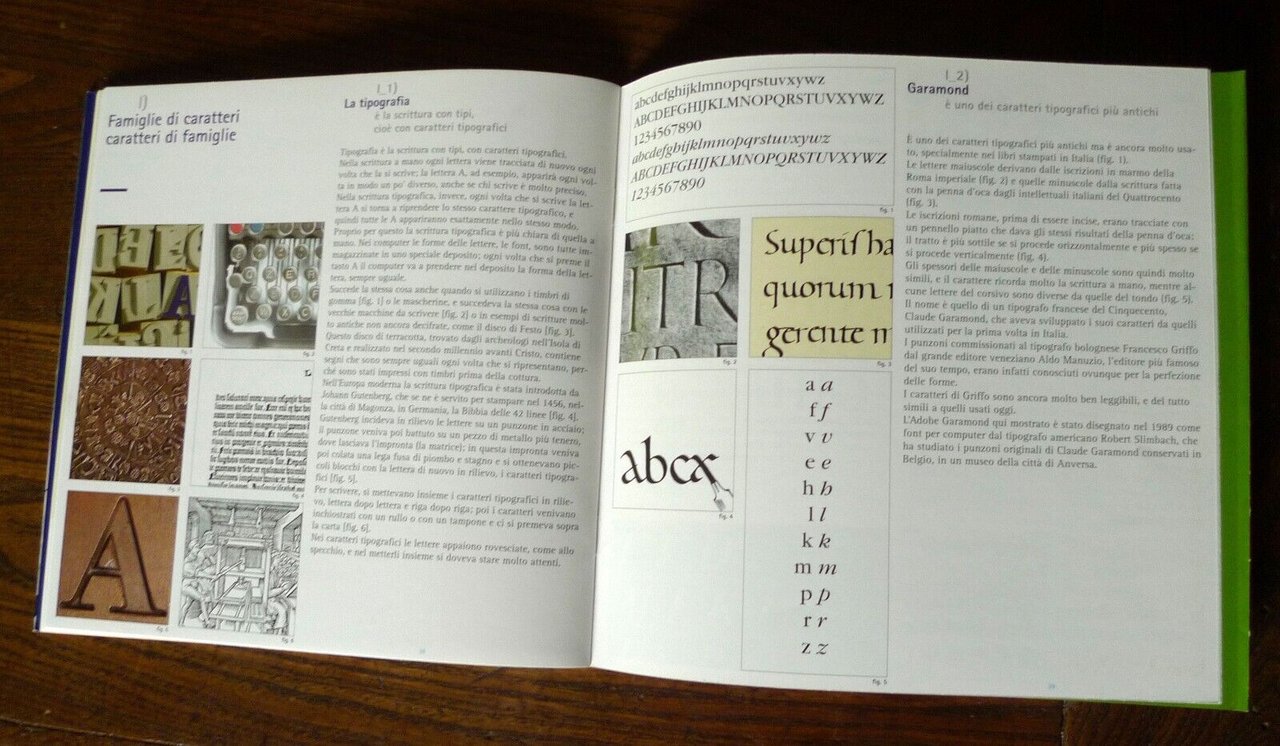 I)
Famiglie di caratteri
caratteri di famiglie
I_1)
La tipografia
è la scrittura con tipi,
cioè con caratteri tipografici
Tipografia è la scrittura con tipi, con caratteri tipografici.
Nella scrittura a mano ogni lettera viene tracciata di nuovo ogni
volta che la si scrive; la lettera A, ad esempio, apparirà ogni vol-
ta in modo un po' diverso, anche se chi scrive è molto preciso.
Nella scrittura tipografica, invece, ogni volta che si scrive la let-
tera A si torna a riprendere lo stesso carattere tipografico, e
quindi tutte le A appariranno esattamente nello stesso modo.
Proprio per questo la scrittura tipografica è più chiara di quella a
mano. Nei computer le forme delle lettere, le font, sono tutte im-
magazzinate in uno speciale deposito; ogni volta che si preme il
tasto A il computer va a prendere nel deposito la forma della let-
tera, sempre uguale.
Succede la stessa cosa anche quando si utilizzano i timbri di
gomma [fig. 1] o le mascherine, e succedeva la stessa cosa con le
vecchie macchine da scrivere [fig. 2] o in esempi di scritture mol-
to antiche non ancora decifrate, come il disco di Festo [fig. 3].
Questo disco di terracotta, trovato dagli archeologi nell'Isola di
Creta e realizzato nel secondo millennio avanti Cristo, contiene
segni che sono sempre uguali ogni volta che si ripresentano, per-
ché sono stati impressi con timbri prima della cottura.
Nell'Europa moderna la scrittura tipografica è stata introdotta da
Johann Gutenberg, che se ne è servito per stampare nel 1456, nel-
la città di Magonza, in Germania, la Bibbia delle 42 linee [fig. 4].
Gutenberg incideva in rilievo le lettere su un punzone in acciaio;
il punzone veniva poi battuto su un pezzo di metallo più tenero,
dove lasciava l'impronta (la matrice); in questa impronta veniva
poi colata una lega fusa di piombo e stagno e si ottenevano pic-
coli blocchi con la lettera di nuovo in rilievo, i caratteri tipogra-
fici [fig. 5].
Per scrivere, si mettevano insieme i caratteri tipografici in rilie-
vo, lettera dopo lettera e riga dopo riga; poi i caratteri venivano
inchiostrati con un rullo o con un tampone e ci si premeva sopra
la carta [fig. 6].
Nei caratteri tipografici le lettere appaiono rovesciate, come allo
specchio, e nel metterli insieme si doveva stare molto attenti.
A
fig. 1
fig. 2
fig. 4
A
fig. 5
fig. 6
abcdefghijklmnopqrstuvxywz
ABCDEFGHIJKLMNOPQRSTUVXYWZ
1234567890
abcdefghijklmnopqrstuvxywz
ABCDEFGHIJKLMNOPQRSTUVXYWZ
1234567890
fig. 1
ITR
fig. 2
Superiſ ha
quorum
gerente
fig. 3
abcx
fig. 4
a a
f f
v v
e e
h h
l l
k k
m m
p p
r r
z z
fig. 5
I_2)
Garamond
è uno dei caratteri tipografici più antichi
È uno dei caratteri tipografici più antichi ma è ancora molto usa-
to, specialmente nei libri stampati in Italia (fig. 1).
Le lettere maiuscole derivano dalle iscrizioni in marmo della
Roma imperiale (fig. 2) e quelle minuscole dalla scrittura fatta
con la penna d'oca dagli intellettuali italiani del Quattrocento
(fig. 3).
Le iscrizioni romane, prima di essere incise, erano tracciate con
un pennello piatto che dava gli stessi risultati della penna d'oca;
il tratto è più sottile se si procede orizzontalmente e più spesso se
si procede verticalmente (fig. 4).
Gli spessori delle maiuscole e delle minuscole sono quindi molto
simili, e il carattere ricorda molto la scrittura a mano, mentre al-
cune lettere del corsivo sono diverse da quelle del tondo (fig. 5).
Il nome è quello di un tipografo francese del Cinquecento,
Claude Garamond, che aveva sviluppato i suoi caratteri da quelli
utilizzati per la prima volta in Italia.
I punzoni commissionati al tipografo bolognese Francesco Griffo
dal grande editore veneziano Aldo Manuzio, l'editore più famoso
del suo tempo, erano infatti conosciuti ovunque per la perfezione
delle forme.
I caratteri di Griffo sono ancora molto ben leggibili, e del tutto
simili a quelli usati oggi.
L'Adobe Garamond qui mostrato è stato disegnato nel 1989 come
font per computer dal tipografo americano Robert Slimbach, che
ha studiato i punzoni originali di Claude Garamond conservati in
Belgio, in un museo della città di Anversa.